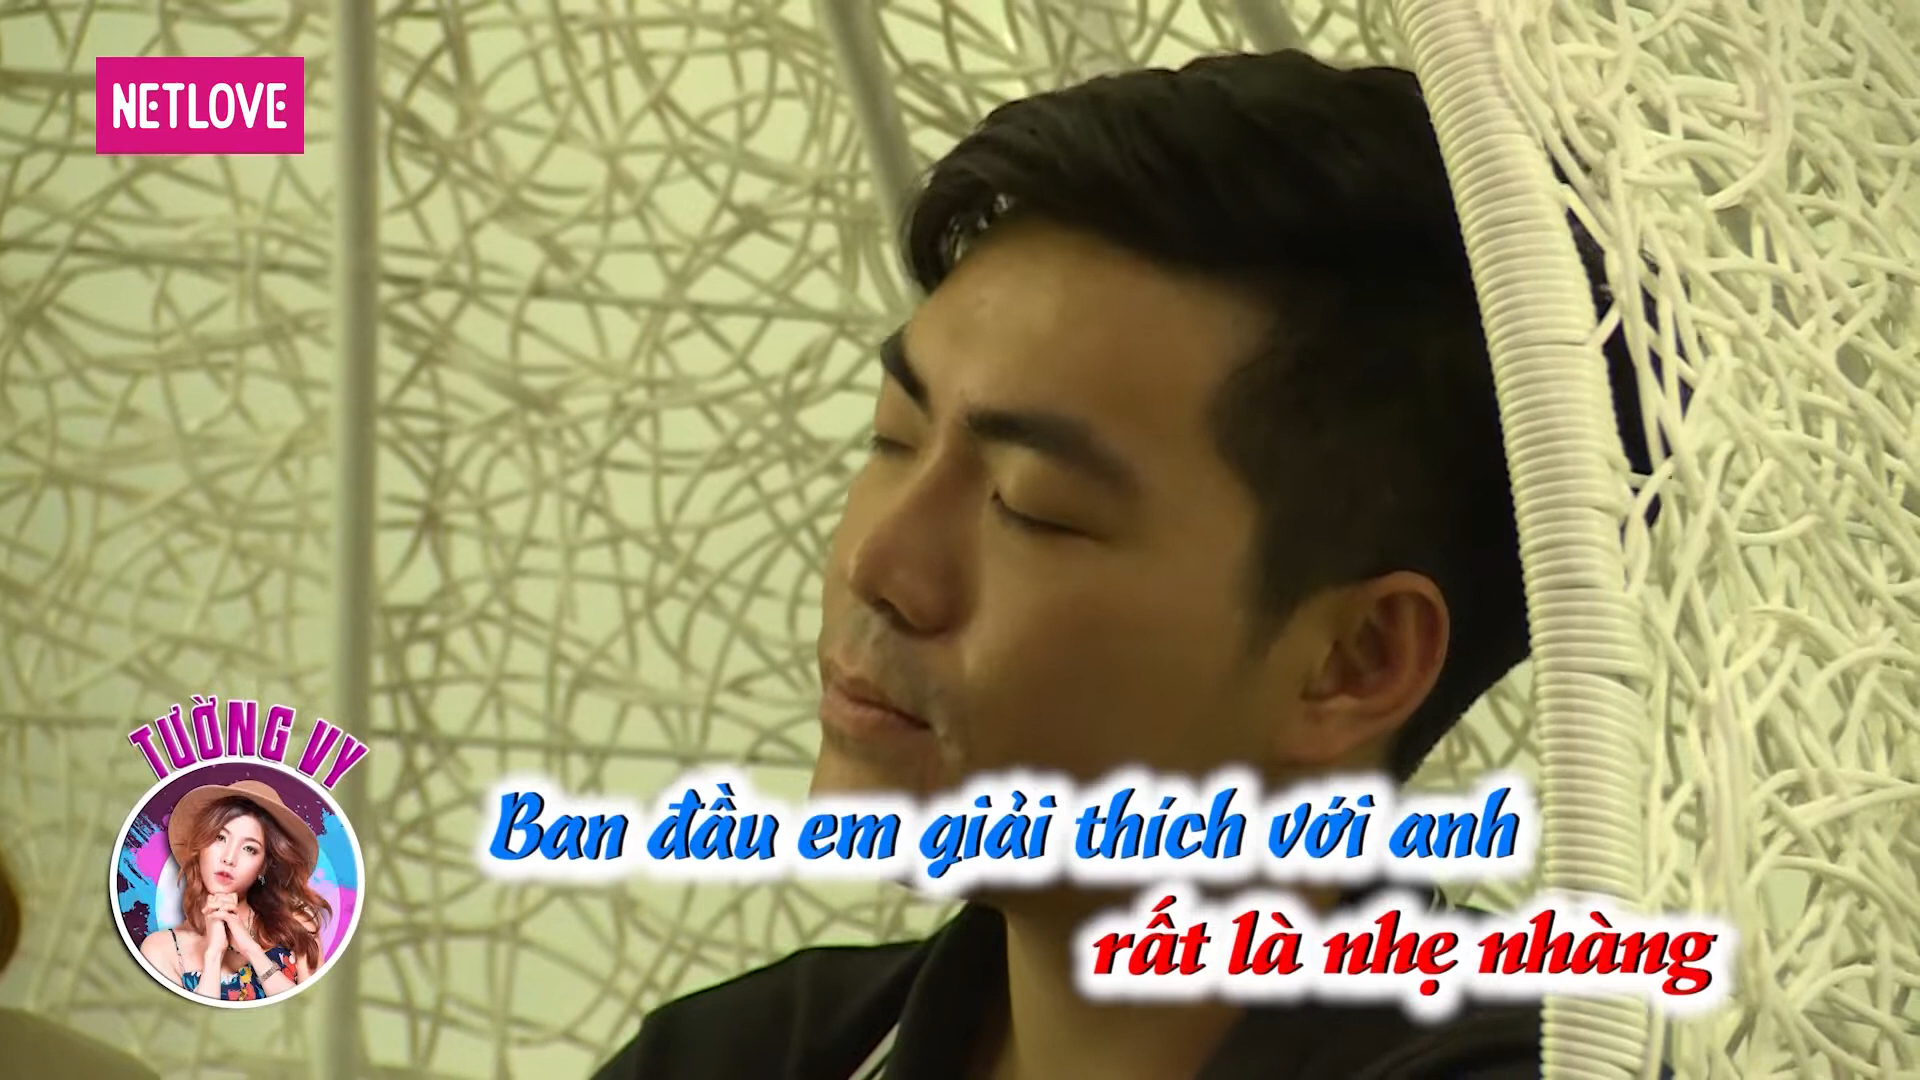 NETLOVE
TƯỜNG VY
Ban đầu em giải thích với anh
rất là nhẹ nhàng